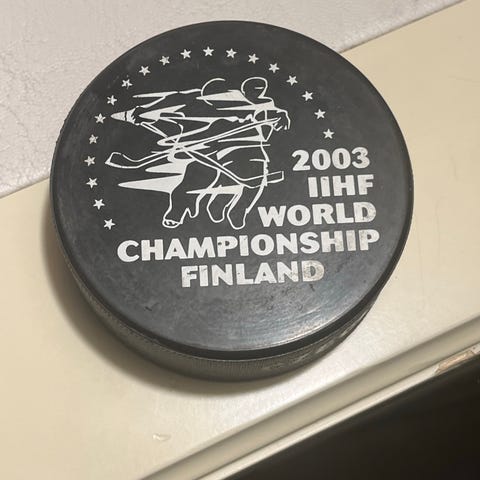 2003
IIHF
WORLD
CHAMPIONSHIP
FINLAND